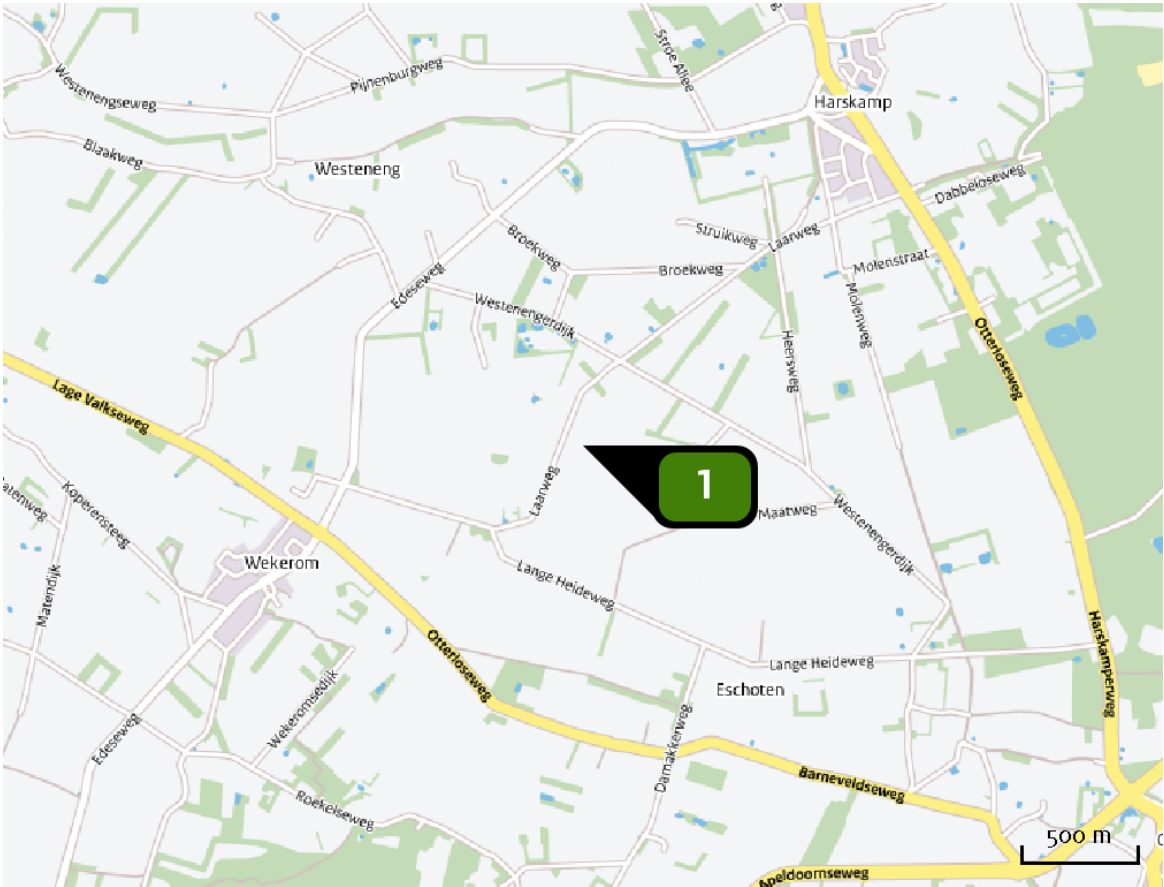 Stroe Allee
Pijnenburgweg
Westenengseweg
Harskamp
Blaakweg
Westeneng
Dabbeloseweg
Struikweg
Laarweg
Broekweg
Broekweg
Molenstraat
Edeseweg
Westenengerdijk
Molenweg
Otterloseweg
Heersweg
Lage Valkseweg
1
Laarweg
Koperensteeg
Maatweg
Westenengerdijk
Wekerom
Lange Heideweg
Matendijk
Harskamperweg
Otterloseweg
Lange Heideweg
Eschoten
Wekeromsedijk
Edeseweg
Damakkerweg
Barneveldseweg
Roekelseweg
500 m
Apeldoornseweg